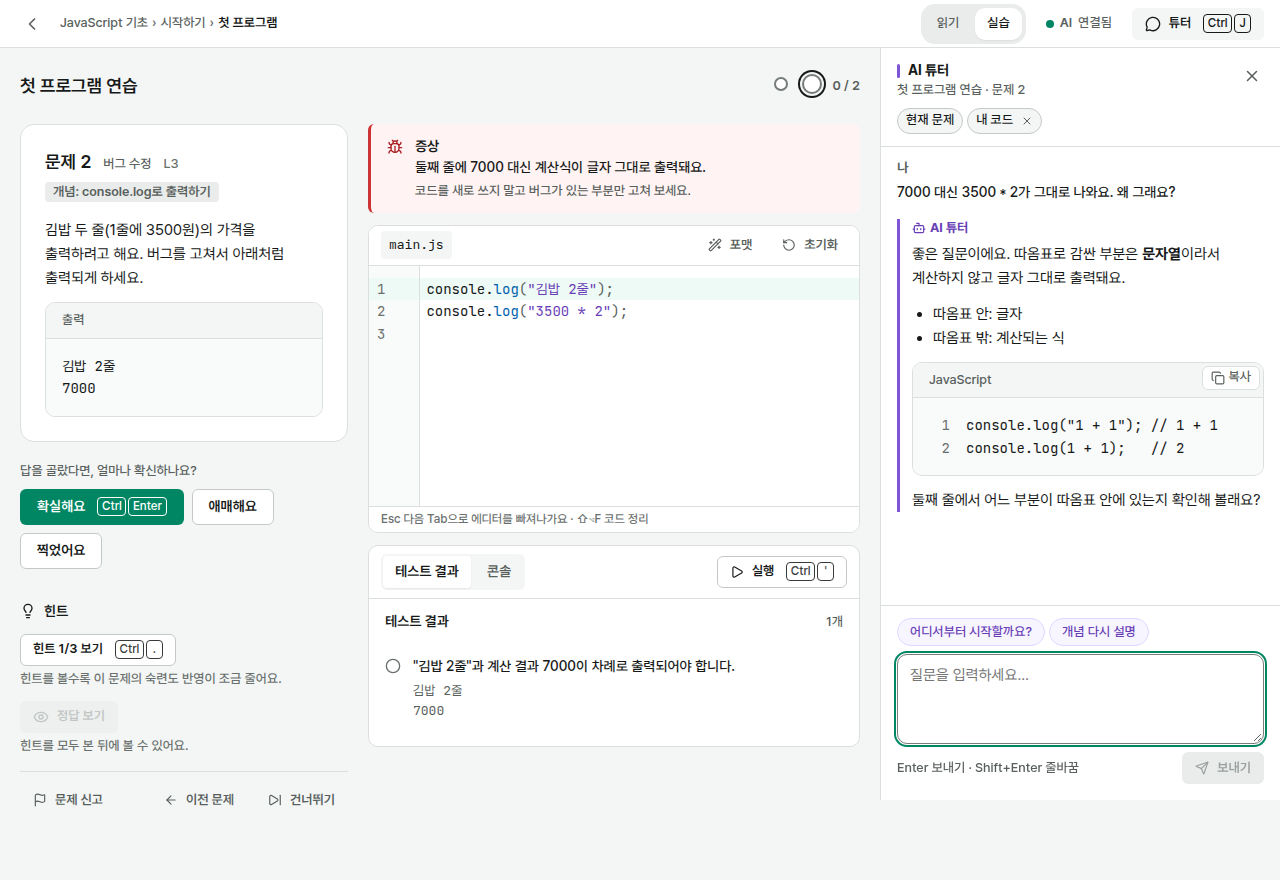 JavaScript 기초 › 시작하기 › 첫 프로그램
읽기 실습
AI 연결됨
튜터 Ctrl J
첫 프로그램 연습
0 / 2
문제 2 버그 수정 L3
개념: console.log로 출력하기
김밥 두 줄(1줄에 3500원)의 가격을
출력하려고 해요. 버그를 고쳐서 아래처럼
출력되게 하세요.
출력
김밥 2줄
7000
답을 골랐다면, 얼마나 확신하나요?
확실해요 Ctrl Enter
애매해요
찍었어요
힌트
힌트 1/3 보기 Ctrl .
힌트를 볼수록 이 문제의 숙련도 반영이 조금 줄어요.
정답 보기
힌트를 모두 본 뒤에 볼 수 있어요.
문제 신고
이전 문제
건너뛰기
증상
둘째 줄에 7000 대신 계산식이 글자 그대로 출력돼요.
코드를 새로 쓰지 말고 버그가 있는 부분만 고쳐 보세요.
main.js
포맷
초기화
1 console.log("김밥 2줄");
2 console.log("3500 * 2");
3
Esc 다음 Tab으로 에디터를 빠져나가요 · ⇧⌥F 코드 정리
테스트 결과 콘솔
실행 Ctrl '
테스트 결과
1개
"김밥 2줄"과 계산 결과 7000이 차례로 출력되어야 합니다.
김밥 2줄
7000
AI 튜터
첫 프로그램 연습 · 문제 2
현재 문제
내 코드 ×
나
7000 대신 3500 * 2가 그대로 나와요. 왜 그래요?
AI 튜터
좋은 질문이에요. 따옴표로 감싼 부분은 문자열이라서
계산하지 않고 글자 그대로 출력돼요.
• 따옴표 안: 글자
• 따옴표 밖: 계산되는 식
JavaScript
복사
1 console.log("1 + 1"); // 1 + 1
2 console.log(1 + 1);   // 2
둘째 줄에서 어느 부분이 따옴표 안에 있는지 확인해 볼래요?
어디서부터 시작할까요?
개념 다시 설명
질문을 입력하세요...
Enter 보내기 · Shift+Enter 줄바꿈
보내기